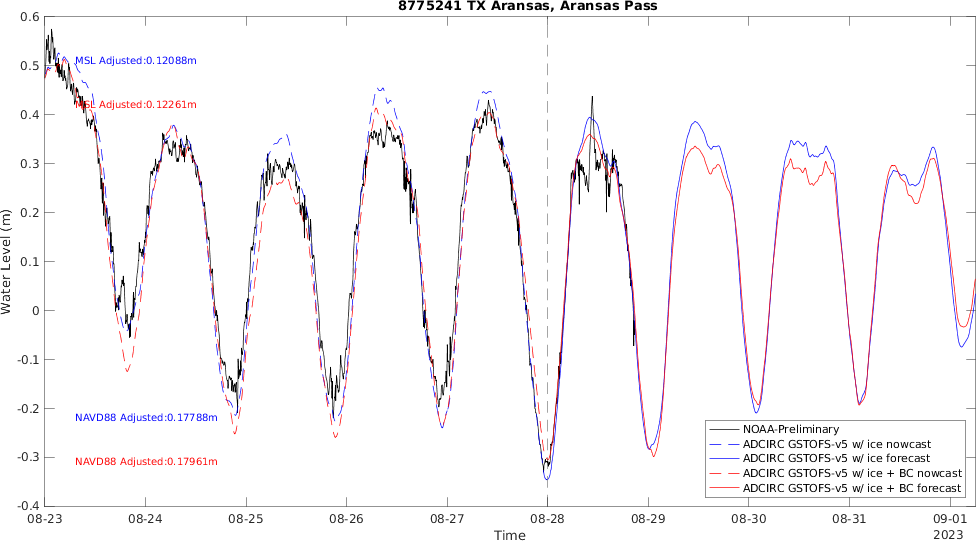 8775241 TX Aransas, Aransas Pass
0.6
0.5
0.4
0.3
0.2
0.1
0
-0.1
-0.2
-0.3
-0.4
Water Level (m)
MSL Adjusted:0.12088m
MSL Adjusted:0.12261m
NAVD88 Adjusted:0.17788m
NAVD88 Adjusted:0.17961m
NOAA-Preliminary
ADCIRC GSTOFS-v5 w/ ice nowcast
ADCIRC GSTOFS-v5 w/ ice forecast
ADCIRC GSTOFS-v5 w/ ice + BC nowcast
ADCIRC GSTOFS-v5 w/ ice + BC forecast
08-23 08-24 08-25 08-26 08-27 08-28 08-29 08-30 08-31 09-01
Time 2023